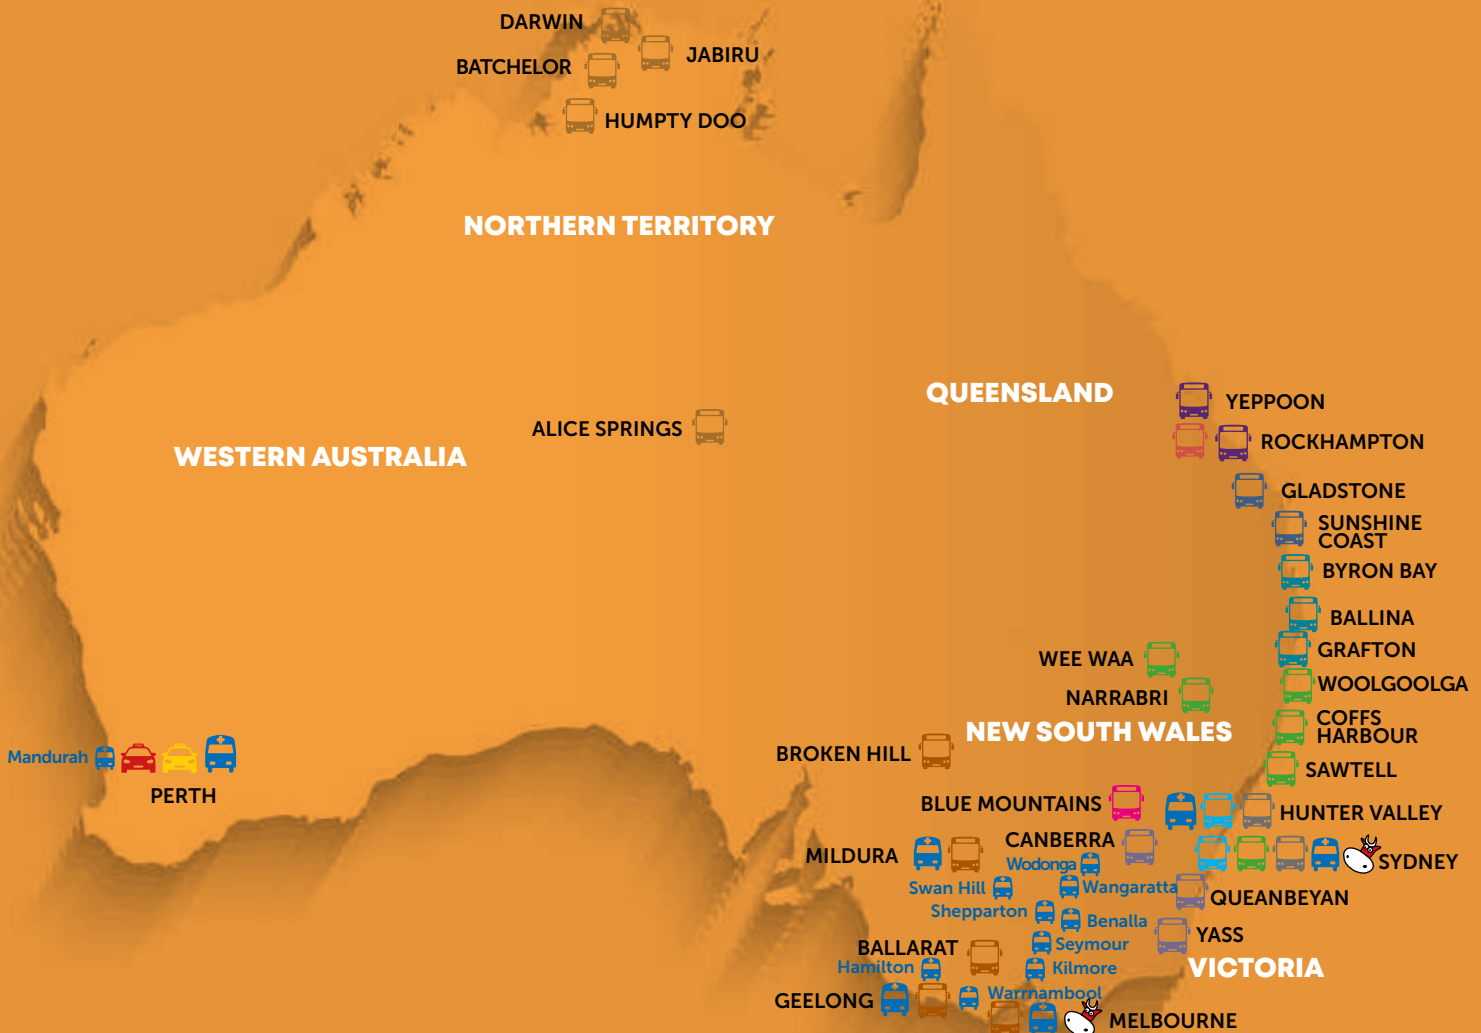 DARWIN
JABIRU
BATCHELOR
HUMPTY DOO
NORTHERN TERRITORY
QUEENSLAND
YEPPOON
ALICE SPRINGS
ROCKHAMPTON
WESTERN AUSTRALIA
GLADSTONE
SUNSHINE
COAST
BYRON BAY
BALLINA
GRAFTON
WEE WAA
WOOLGOOLGA
NARRABRI
COFFS
HARBOUR
NEW SOUTH WALES
BROKEN HILL
Mandurah
SAWTELL
PERTH
BLUE MOUNTAINS
HUNTER VALLEY
CANBERRA
MILDURA
Wodonga
SYDNEY
Swan Hill
Wangaratta
QUEANBEYAN
Shepparton
Benalla
YASS
BALLARAT
Seymour
Hamilton
Kilmore
VICTORIA
GEELONG
Warrnambool
MELBOURNE